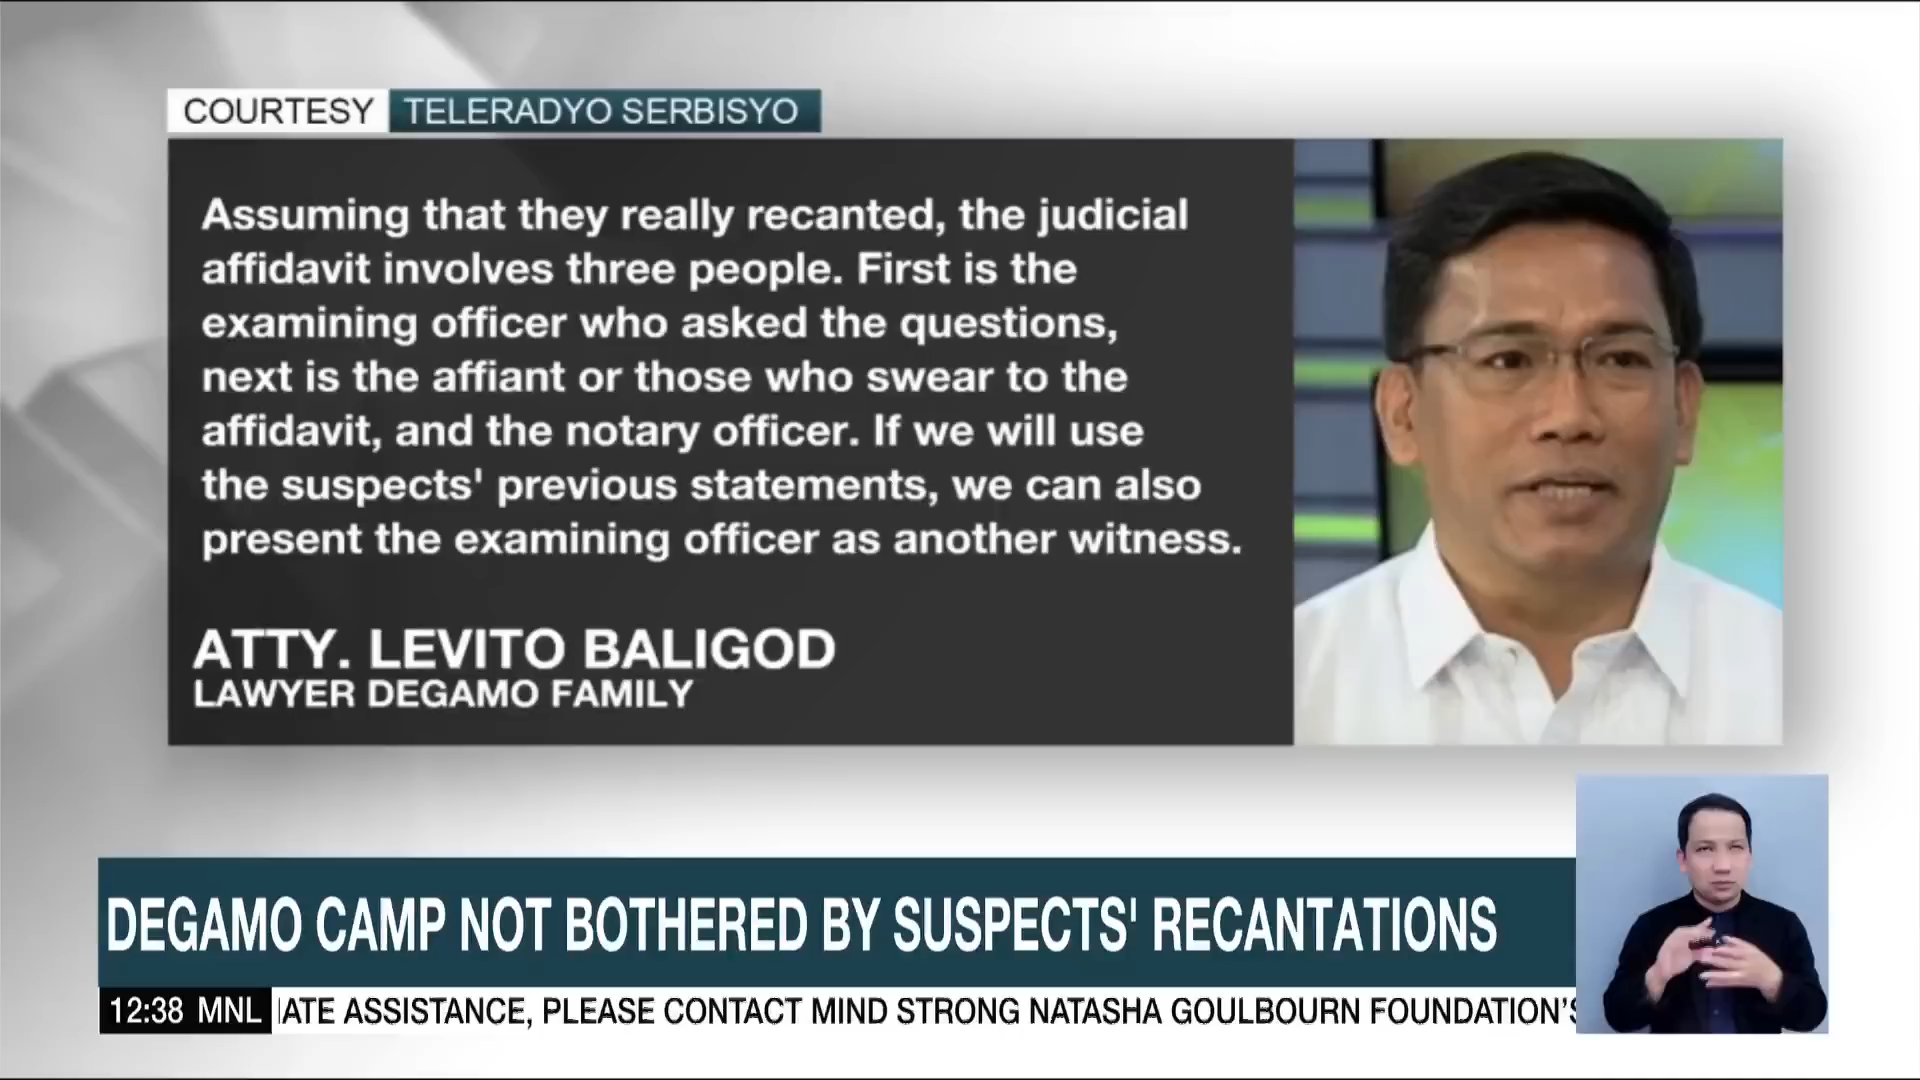 COURTESY TELERADYO SERBISYO
Assuming that they really recanted, the judicial
affidavit involves three people. First is the
examining officer who asked the questions,
next is the affiant or those who swear to the
affidavit, and the notary officer. If we will use
the suspects' previous statements, we can also
present the examining officer as another witness.
ATTY. LEVITO BALIGOD
LAWYER DEGAMO FAMILY
DEGAMO CAMP NOT BOTHERED BY SUSPECTS' RECANTATIONS
12:38 MNL IATE ASSISTANCE, PLEASE CONTACT MIND STRONG NATASHA GOULBOURN FOUNDATION'S